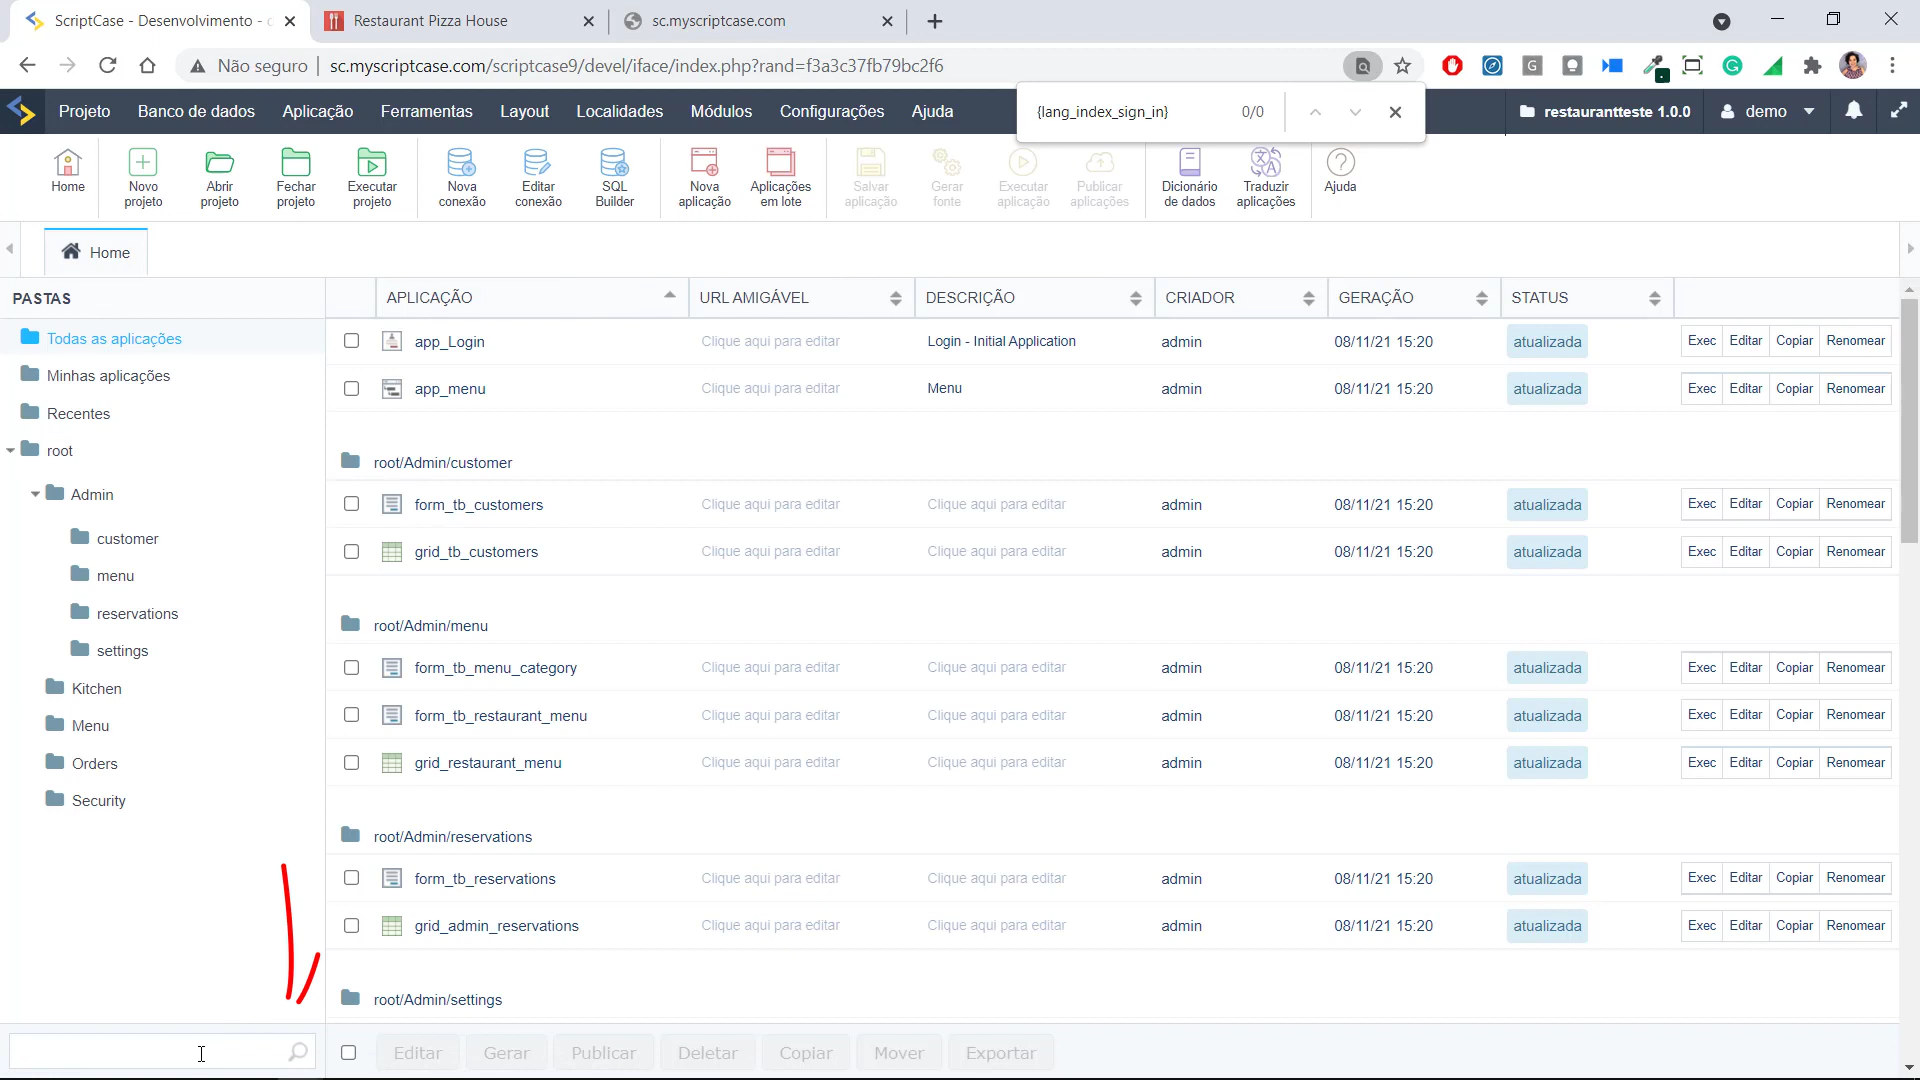 ScriptCase - Desenvolvimento -
Restaurant Pizza House
sc.myscriptcase.com
Não seguro | sc.myscriptcase.com/scriptcase9/devel/iface/index.php?rand=f3a3c37fb79bc2f6
Projeto Banco de dados Aplicação Ferramentas Layout Localidades Módulos Configurações Ajuda
{lang_index_sign_in} 0/0
restaurantteste 1.0.0 demo
Home
Novo projeto
Abrir projeto
Fechar projeto
Executar projeto
Nova conexão
Editar conexão
SQL Builder
Nova aplicação
Aplicações em lote
Salvar aplicação
Gerar fonte
Executar aplicação
Publicar aplicações
Dicionário de dados
Traduzir aplicações
Ajuda
Home
PASTAS
Todas as aplicações
Minhas aplicações
Recentes
root
Admin
customer
menu
reservations
settings
Kitchen
Menu
Orders
Security
APLICAÇÃO URL AMIGÁVEL DESCRIÇÃO CRIADOR GERAÇÃO STATUS
app_Login Clique aqui para editar Login - Initial Application admin 08/11/21 15:20 atualizada Exec Editar Copiar Renomear
app_menu Clique aqui para editar Menu admin 08/11/21 15:20 atualizada Exec Editar Copiar Renomear
root/Admin/customer
form_tb_customers Clique aqui para editar Clique aqui para editar admin 08/11/21 15:20 atualizada Exec Editar Copiar Renomear
grid_tb_customers Clique aqui para editar Clique aqui para editar admin 08/11/21 15:20 atualizada Exec Editar Copiar Renomear
root/Admin/menu
form_tb_menu_category Clique aqui para editar Clique aqui para editar admin 08/11/21 15:20 atualizada Exec Editar Copiar Renomear
form_tb_restaurant_menu Clique aqui para editar Clique aqui para editar admin 08/11/21 15:20 atualizada Exec Editar Copiar Renomear
grid_restaurant_menu Clique aqui para editar Clique aqui para editar admin 08/11/21 15:20 atualizada Exec Editar Copiar Renomear
root/Admin/reservations
form_tb_reservations Clique aqui para editar Clique aqui para editar admin 08/11/21 15:20 atualizada Exec Editar Copiar Renomear
grid_admin_reservations Clique aqui para editar Clique aqui para editar admin 08/11/21 15:20 atualizada Exec Editar Copiar Renomear
root/Admin/settings
Editar Gerar Publicar Deletar Copiar Mover Exportar